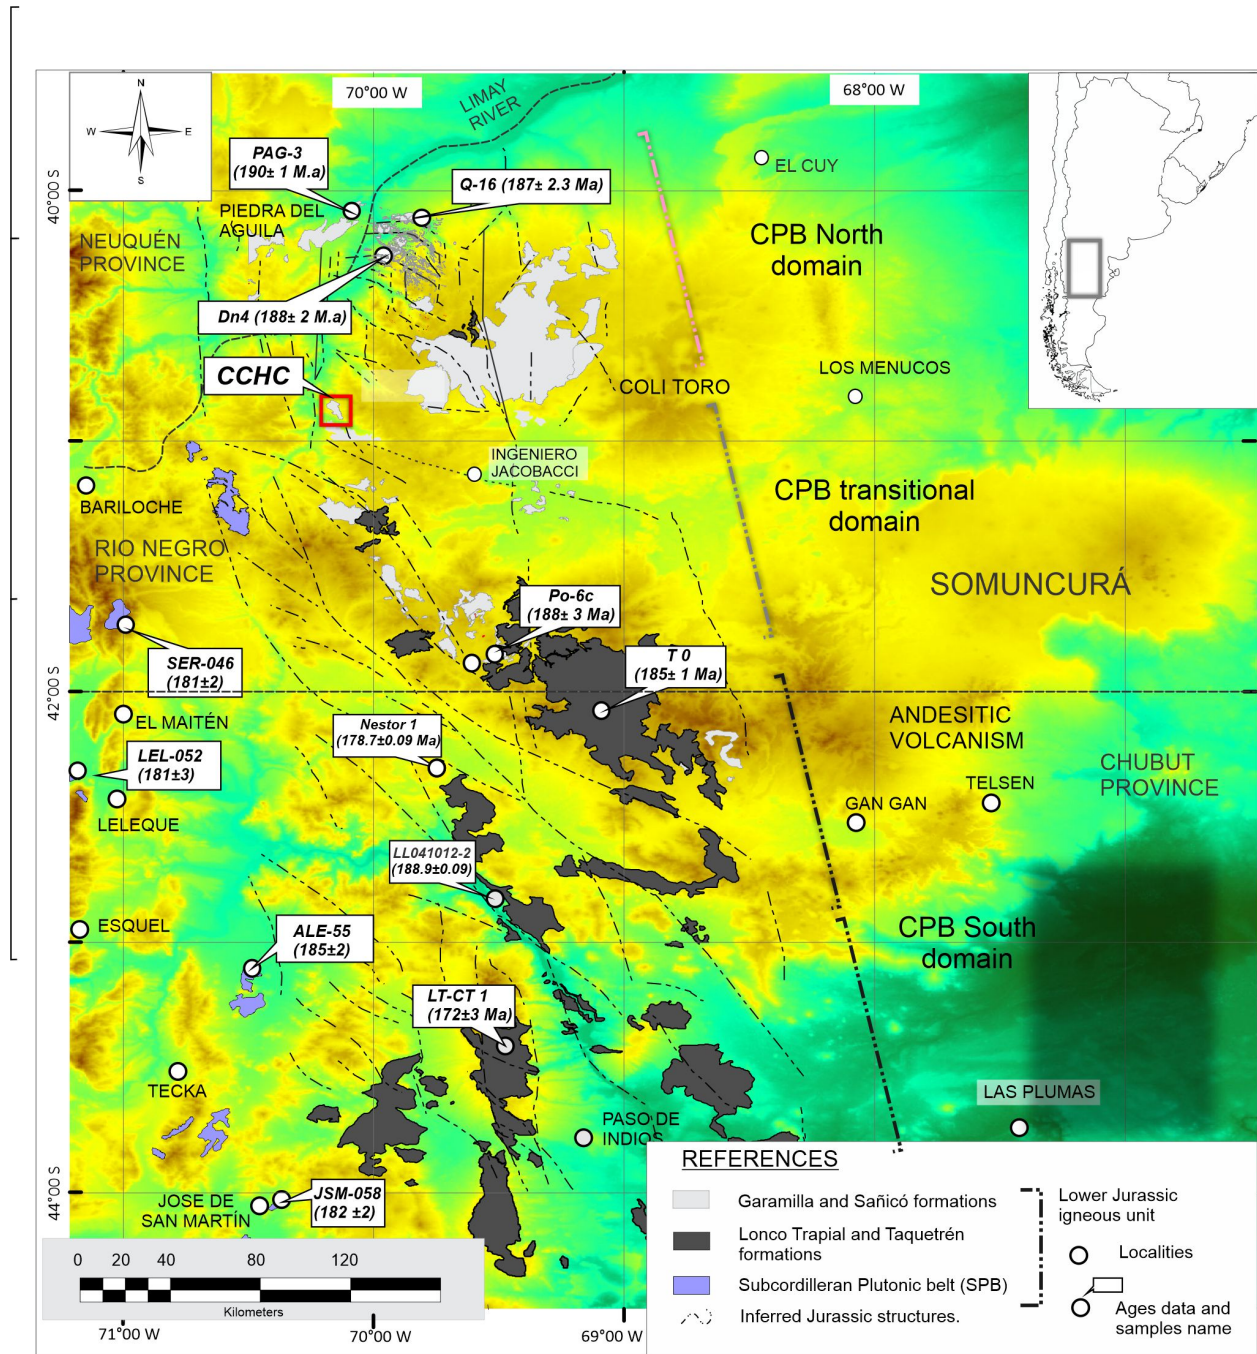 70°00 W
68°00 W
N
W
E
S
LIMAY
RIVER
PAG-3
(190± 1 M.a)
Q-16 (187± 2.3 Ma)
EL CUY
40°00 S
PIEDRA DEL
AGUILA
NEUQUÉN
PROVINCE
CPB North
domain
Dn4 (188± 2 M.a)
CCHC
COLI TORO
LOS MENUCOS
INGENIERO
JACOBACCI
CPB transitional
domain
BARILOCHE
RIO NEGRO
PROVINCE
SOMUNCURÁ
Po-6c
(188± 3 Ma)
SER-046
(181±2)
T 0
(185± 1 Ma)
42°00 S
EL MAITÉN
Nestor 1
(178.7±0.09 Ma)
ANDESITIC
VOLCANISM
LEL-052
(181±3)
CHUBUT
PROVINCE
TELSEN
GAN GAN
LELEQUE
LL041012-2
(188.9±0.09)
ESQUEL
ALE-55
(185±2)
CPB South
domain
LT-CT 1
(172±3 Ma)
TECKA
LAS PLUMAS
PASO DE
INDIOS
44°00 S
JOSE DE
SAN MARTÍN
JSM-058
(182 ±2)
REFERENCES
Garamilla and Sañicó formations
Lonco Trapial and Taquetrén
formations
Subcordilleran Plutonic belt (SPB)
Inferred Jurassic structures.
Lower Jurassic
igneous unit
Localities
Ages data and
samples name
0 20 40 80 120
Kilometers
71°00 W
70°00 W
69°00 W